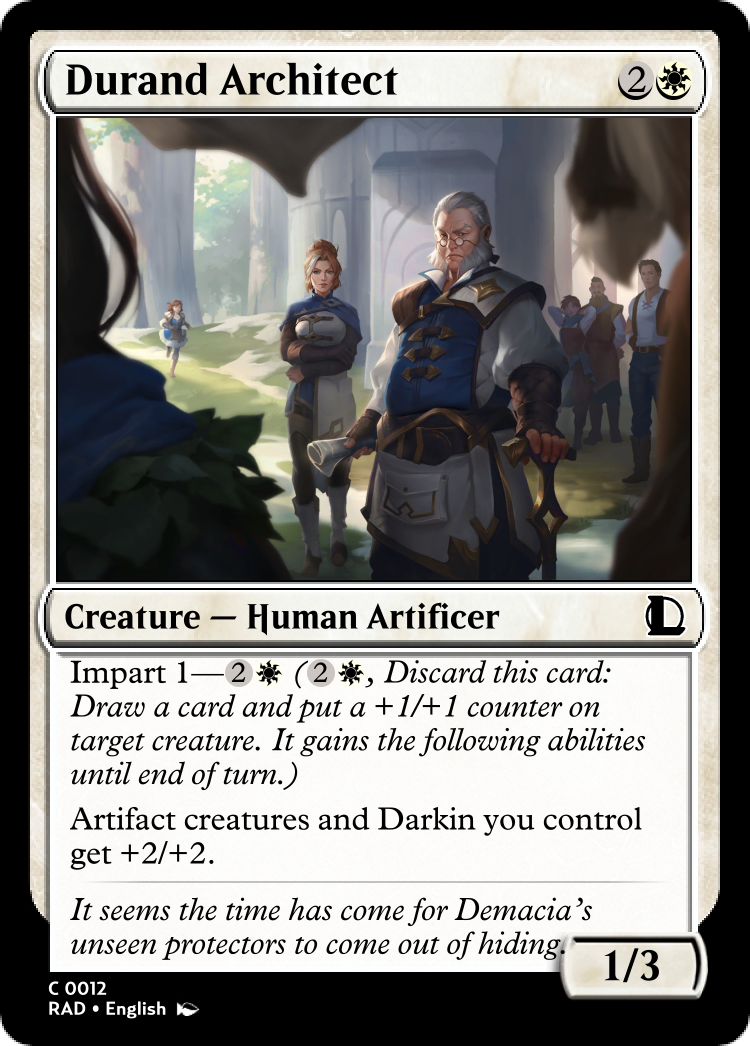 Durand Architect 2
Creature — Human Artificer
Impart 1—2 (2, Discard this card:
Draw a card and put a +1/+1 counter on
target creature. It gains the following abilities
until end of turn.)
Artifact creatures and Darkin you control
get +2/+2.
It seems the time has come for Demacia's
unseen protectors to come out of hiding.
1/3
C 0012
RAD • English